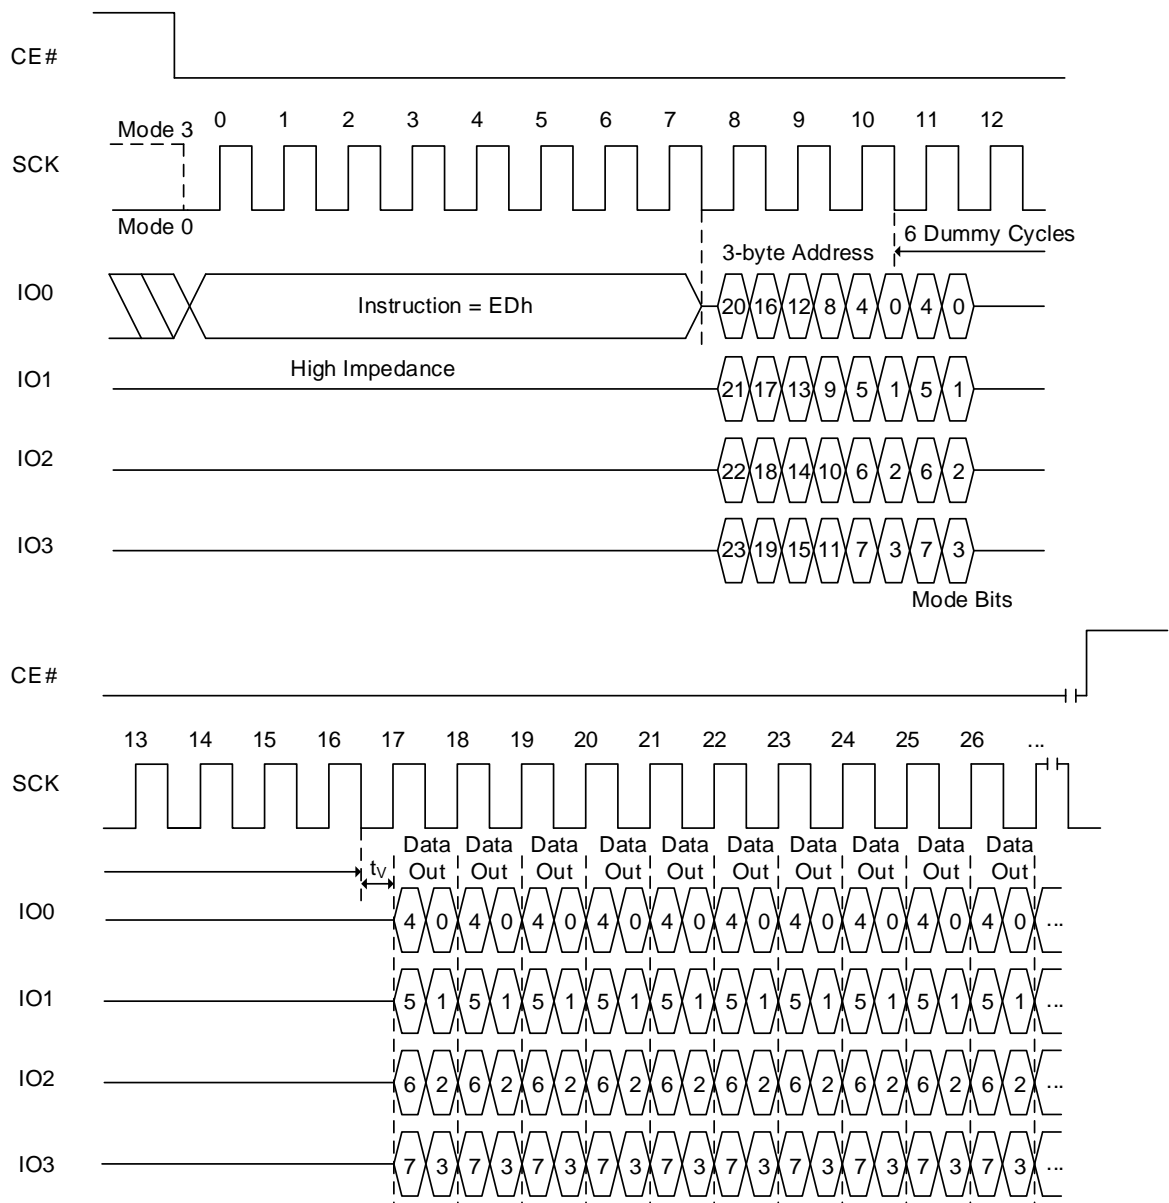 CE#
Mode 3 0 1 2 3 4 5 6 7 8 9 10 11 12
SCK
Mode 0
6 Dummy Cycles
3-byte Address
IO0 Instruction = EDh 20 16 12 8 4 0 4 0
High Impedance
IO1 21 17 13 9 5 1 5 1
IO2 22 18 14 10 6 2 6 2
IO3 23 19 15 11 7 3 7 3
Mode Bits
CE#
13 14 15 16 17 18 19 20 21 22 23 24 25 26 ...
SCK
Data Data Data Data Data Data Data Data Data Data
tV Out Out Out Out Out Out Out Out Out Out
IO0 4 0 4 0 4 0 4 0 4 0 4 0 4 0 4 0 4 0 4 0 ...
IO1 5 1 5 1 5 1 5 1 5 1 5 1 5 1 5 1 5 1 5 1 ...
IO2 6 2 6 2 6 2 6 2 6 2 6 2 6 2 6 2 6 2 6 2 ...
IO3 7 3 7 3 7 3 7 3 7 3 7 3 7 3 7 3 7 3 7 3 ...